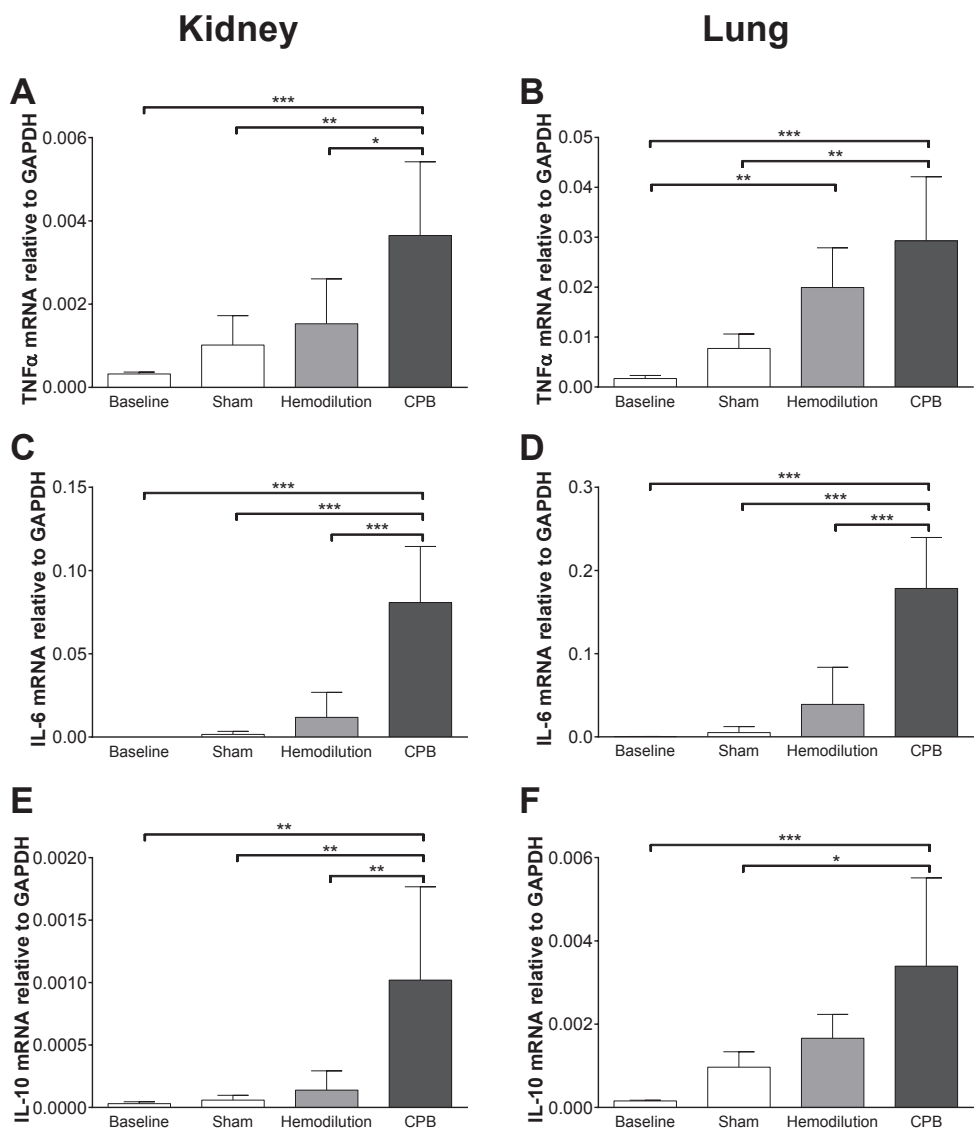 Kidney
Lung
A
***
**
*
TNFα mRNA relative to GAPDH
0.006
0.004
0.002
0.000
Baseline Sham Hemodilution CPB
B
***
**
**
TNFα mRNA relative to GAPDH
0.05
0.04
0.03
0.02
0.01
0.00
Baseline Sham Hemodilution CPB
C
***
***
***
IL-6 mRNA relative to GAPDH
0.15
0.10
0.05
0.00
Baseline Sham Hemodilution CPB
D
***
***
***
IL-6 mRNA relative to GAPDH
0.3
0.2
0.1
0.0
Baseline Sham Hemodilution CPB
E
**
**
**
IL-10 mRNA relative to GAPDH
0.0020
0.0015
0.0010
0.0005
0.0000
Baseline Sham Hemodilution CPB
F
***
*
IL-10 mRNA relative to GAPDH
0.006
0.004
0.002
0.000
Baseline Sham Hemodilution CPB